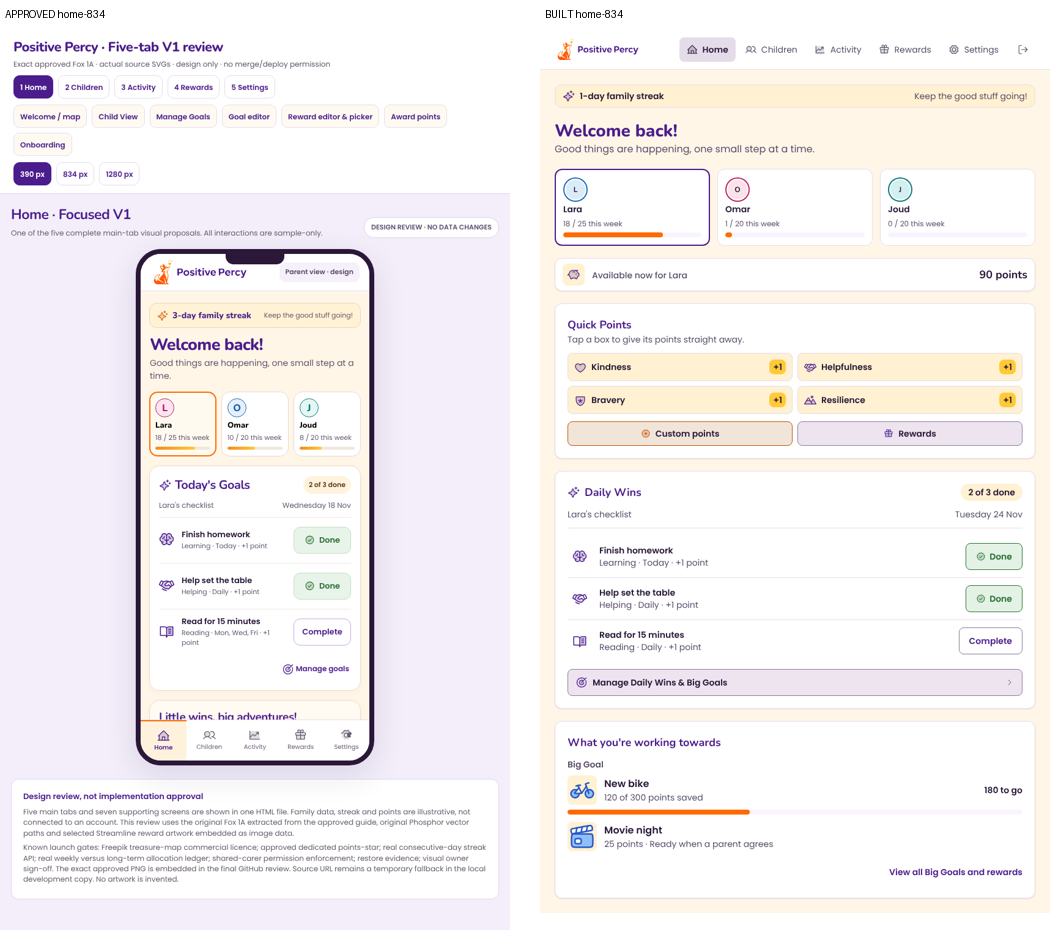 APPROVED home-834
Positive Percy · Five-tab V1 review
Exact approved Fox 1A · actual source SVGs · design only · no merge/deploy permission
1 Home
2 Children
3 Activity
4 Rewards
5 Settings
Welcome / map
Child View
Manage Goals
Goal editor
Reward editor & picker
Award points
Onboarding
390 px
834 px
1280 px
Home · Focused V1
One of the five complete main-tab visual proposals. All interactions are sample-only.
DESIGN REVIEW · NO DATA CHANGES
Positive Percy
Parent view · design
3-day family streak
Keep the good stuff going!
Welcome back!
Good things are happening, one small step at a
time.
L
Lara
18 / 25 this week
O
Omar
10 / 20 this week
J
Joud
8 / 20 this week
Today's Goals
2 of 3 done
Lara's checklist
Wednesday 18 Nov
Finish homework
Learning · Today · +1 point
Done
Help set the table
Helping · Daily · +1 point
Done
Read for 15 minutes
Reading · Mon, Wed, Fri · +1
point
Complete
Manage goals
Little wins, big adventures!
Home
Children
Activity
Rewards
Settings
Design review, not implementation approval
Five main tabs and seven supporting screens are shown in one HTML file. Family data, streak and points are illustrative, not
connected to an account. This review uses the original Fox 1A extracted from the approved guide, original Phosphor vector
paths and selected Streamline reward artwork embedded as image data.
Known launch gates: Freepik treasure-map commercial licence; approved dedicated points-star; real consecutive-day streak
API; real weekly versus long-term allocation ledger; shared-carer permission enforcement; restore evidence; visual owner
sign-off. The exact approved PNG is embedded in the final GitHub review. Source URL remains a temporary fallback in the local
development copy. No artwork is invented.
BUILT home-834
Positive Percy
Home
Children
Activity
Rewards
Settings
1-day family streak
Keep the good stuff going!
Welcome back!
Good things are happening, one small step at a time.
L
Lara
18 / 25 this week
O
Omar
1 / 20 this week
J
Joud
0 / 20 this week
Available now for Lara
90 points
Quick Points
Tap a box to give its points straight away.
Kindness
+1
Helpfulness
+1
Bravery
+1
Resilience
+1
Custom points
Rewards
Daily Wins
2 of 3 done
Lara's checklist
Tuesday 24 Nov
Finish homework
Learning · Today · +1 point
Done
Help set the table
Helping · Daily · +1 point
Done
Read for 15 minutes
Reading · Daily · +1 point
Complete
Manage Daily Wins & Big Goals
What you're working towards
Big Goal
New bike
120 of 300 points saved
180 to go
Movie night
25 points · Ready when a parent agrees
View all Big Goals and rewards